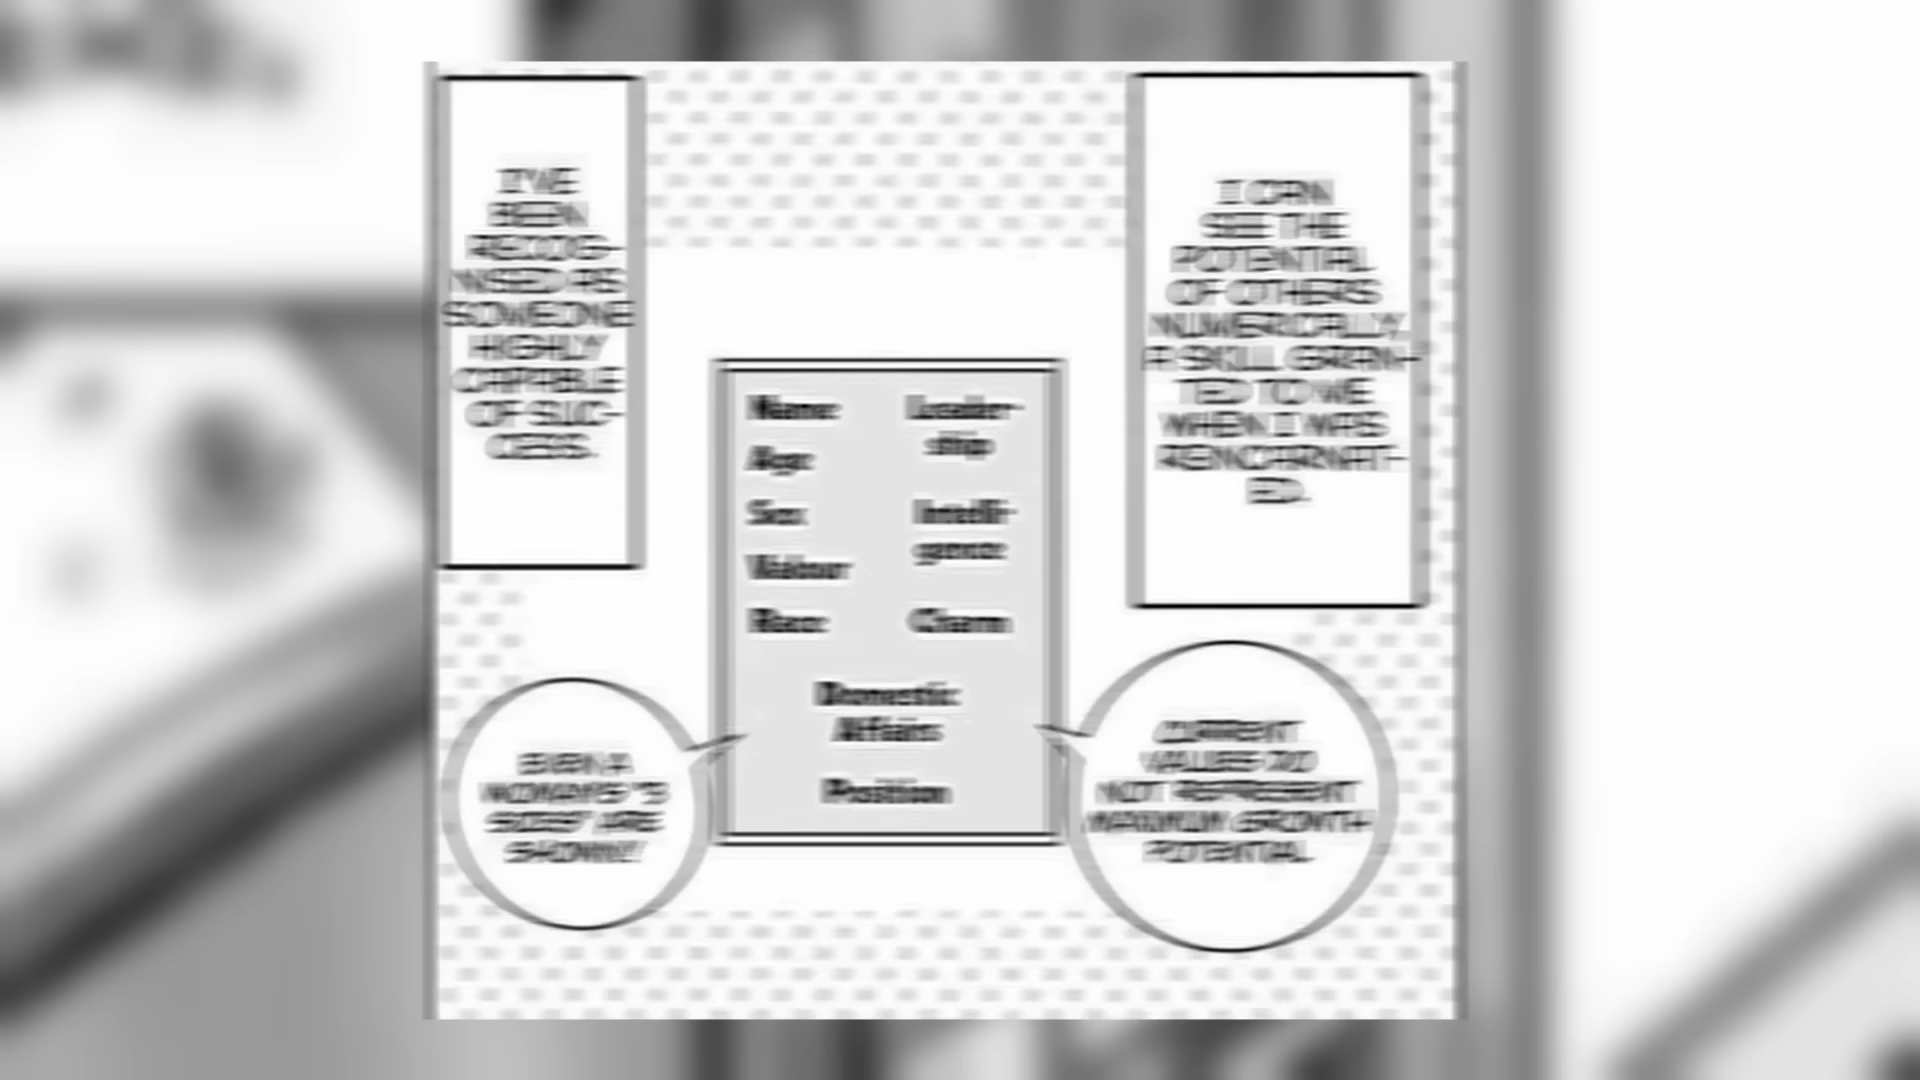 I'VE
BEEN
RECOG-
NISED AS
SOMEONE
HIGHLY
CAPABLE
OF SUC-
CESS.
I CAN
SEE THE
POTENTIAL
OF OTHERS
NUMERICALLY
A SKILL GRAN-
TED TO ME
WHEN I WAS
REINCARNAT-
ED.
Name
Age
Sex
Valour
Race
Leader-
ship
Intelli-
gence
Charm
Domestic
Affairs
Position
EVEN A
WOMAN'S "3
SIZES" ARE
SHOWN!!
CURRENT
VALUES DO
NOT REPRESENT
MAXIMUM GROWTH
POTENTIAL